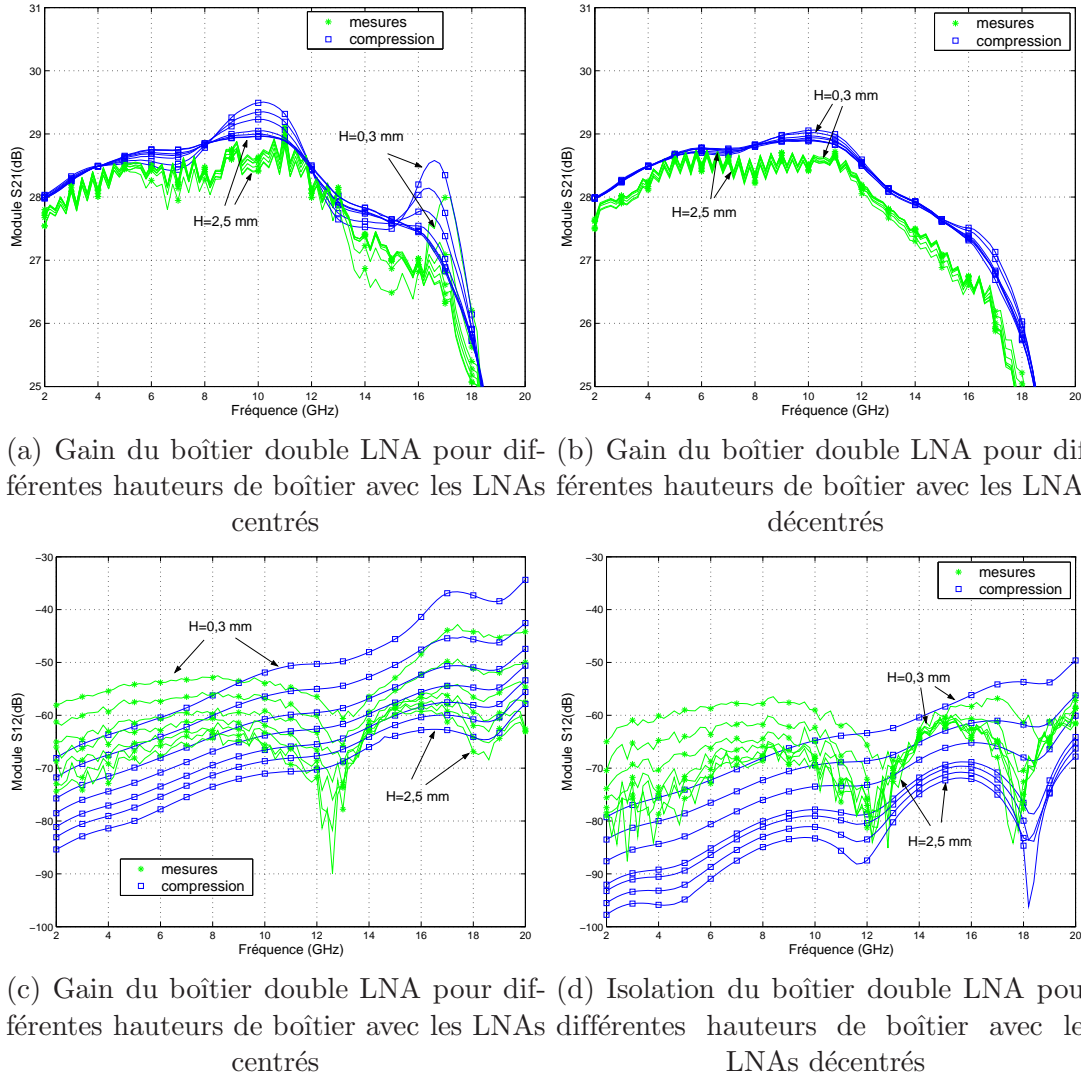 31
30
29
28
27
26
25
2 4 6 8 10 12 14 16 18 20
Module S21(dB)
Fréquence (GHz)
mesures
compression
H=0,3 mm
H=2,5 mm
31
30
29
28
27
26
25
2 4 6 8 10 12 14 16 18 20
Module S21(dB)
Fréquence (GHz)
mesures
compression
H=0,3 mm
H=2,5 mm
(a) Gain du boîtier double LNA pour dif-
férentes hauteurs de boîtier avec les LNAs
centrés
(b) Gain du boîtier double LNA pour dif
férentes hauteurs de boîtier avec les LNA
décentrés
−30
−40
−50
−60
−70
−80
−90
−100
2 4 6 8 10 12 14 16 18 20
Module S12(dB)
Fréquence (GHz)
H=0,3 mm
H=2,5 mm
mesures
compression
−30
−40
−50
−60
−70
−80
−90
−100
2 4 6 8 10 12 14 16 18 20
Module S12(dB)
Fréquence (GHz)
mesures
compression
H=0,3 mm
H=2,5 mm
(c) Gain du boîtier double LNA pour dif-
férentes hauteurs de boîtier avec les LNAs
centrés
(d) Isolation du boîtier double LNA pou
différentes hauteurs de boîtier avec le
LNAs décentrés